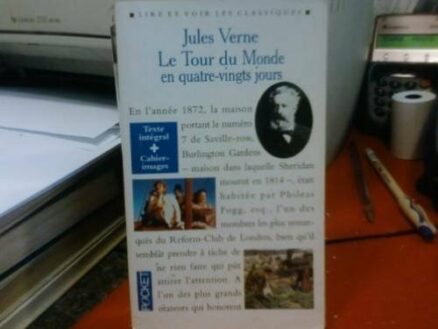 LIRE ET VOIR LES CLASSIQUES
Jules Verne
Le Tour du Monde
en quatre-vingts jours
En l'année 1872, la maison
portant le numéro
7 de Saville-row,
Burlington Gardens
– maison dans laquelle Sheridan
mourut en 1814 –, était
habitée par Phileas
Fogg, esq., l'un des
membres les plus
qués du Reform-Club de Londres, bien qu'il
semblât prendre à tâche de
ne rien faire qui pût
attirer l'attention. A
l'un des plus grands
orateurs qui honorent
Texte
intégral
+
Cahier
images
POCKET